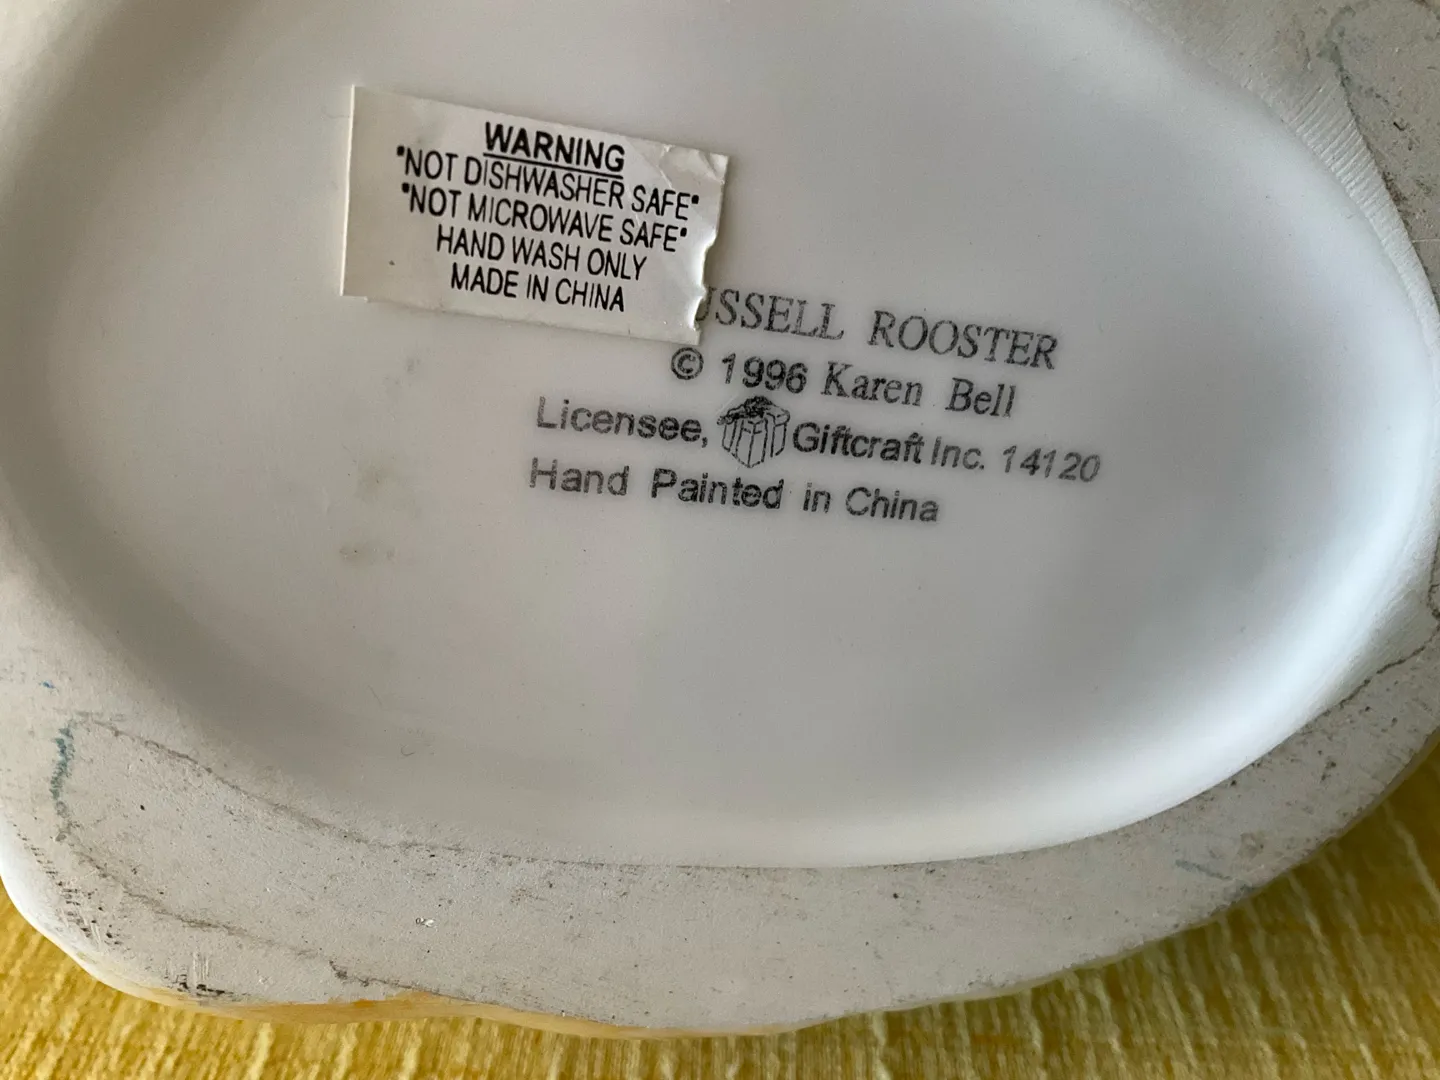 WARNING
"NOT DISHWASHER SAFE"
"NOT MICROWAVE SAFE"
HAND WASH ONLY
MADE IN CHINA
USSELL ROOSTER
© 1996 Karen Bell
Licensee, Giftcraft Inc. 14120
Hand Painted in China